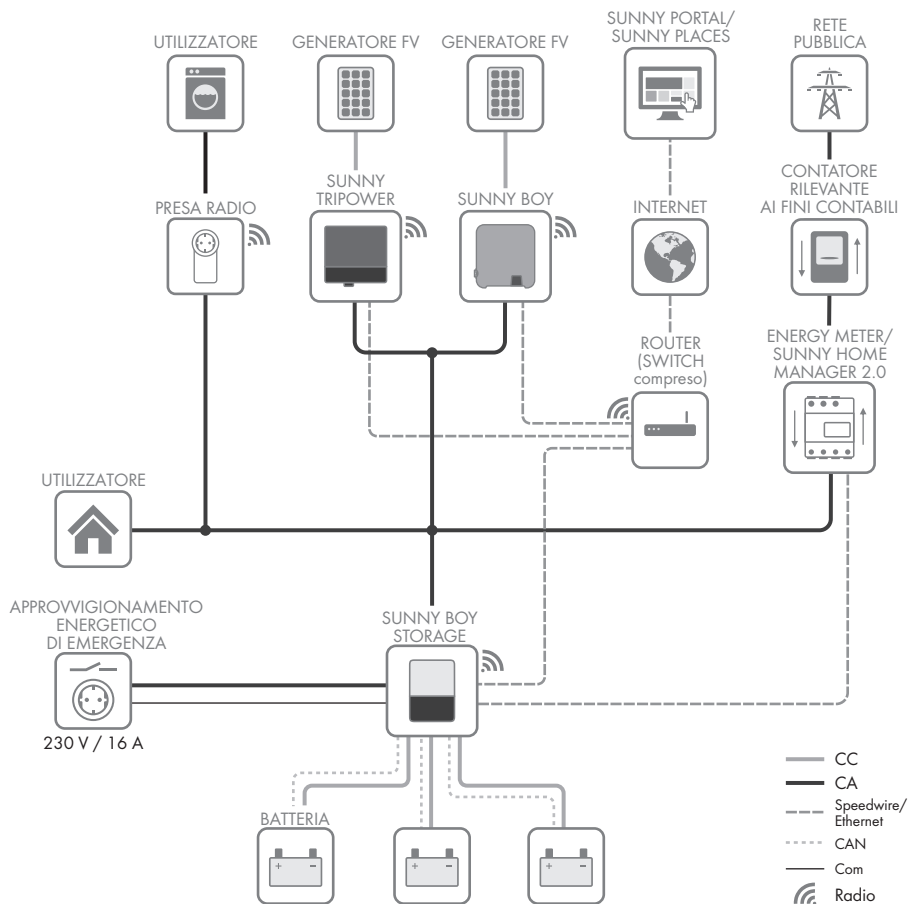 UTILIZZATORE
GENERATORE FV
GENERATORE FV
SUNNY PORTAL/
SUNNY PLACES
RETE
PUBBLICA
PRESA RADIO
SUNNY
TRIPOWER
SUNNY BOY
INTERNET
CONTATORE
RILEVANTE
AI FINI CONTABILI
ROUTER
(SWITCH
compreso)
ENERGY METER/
SUNNY HOME
MANAGER 2.0
UTILIZZATORE
APPROVVIGIONAMENTO
ENERGETICO
DI EMERGENZA
230 V / 16 A
SUNNY BOY
STORAGE
BATTERIA
+ −
+ −
+ −
CC
CA
Speedwire/
Ethernet
CAN
Com
Radio